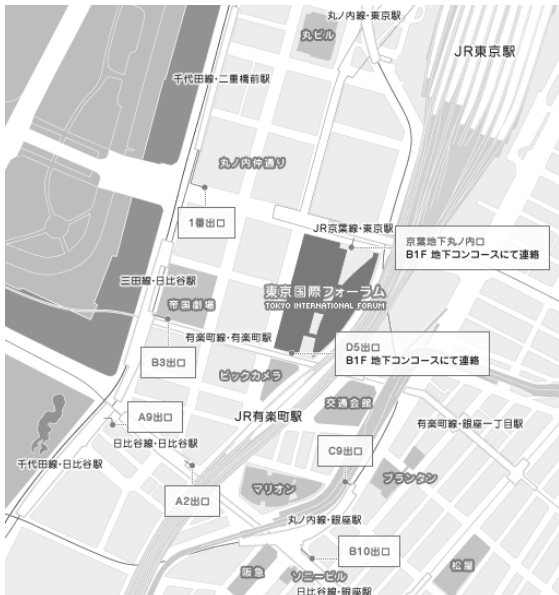 丸ノ内線・東京駅
丸ビル
JR東京駅
千代田線・二重橋前駅
丸ノ内仲通り
1番出口
JR京葉線・東京駅
京葉地下丸ノ内口
B1F 地下コンコースにて連絡
三田線・日比谷駅
東京国際フォーラム
TOKYO INTERNATIONAL FORUM
帝国劇場
有楽町線・有楽町駅
D5出口
B1F 地下コンコースにて連絡
B3出口
ビックカメラ
交通会館
A9出口
JR有楽町駅
有楽町線・銀座一丁目駅
日比谷線・日比谷駅
C9出口
千代田線・日比谷駅
プランタン
A2出口
マリオン
丸ノ内線・銀座駅
B10出口
阪急
ソニービル
松屋
日比谷線・銀座駅